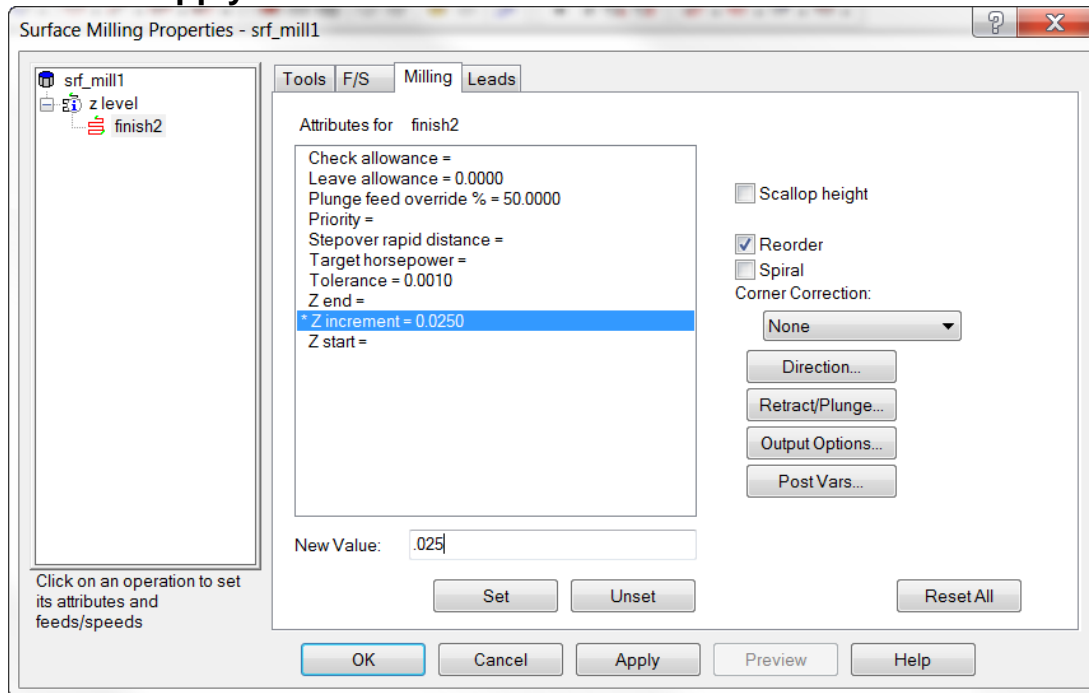 Surface Milling Properties - srf_mill1
srf_mill1
z level
finish2
Tools F/S Milling Leads
Attributes for finish2
Check allowance =
Leave allowance = 0.0000
Plunge feed override % = 50.0000
Priority =
Stepover rapid distance =
Target horsepower =
Tolerance = 0.0010
Z end =
* Z increment = 0.0250
Z start =
Scallop height
Reorder
Spiral
Corner Correction:
None
Direction...
Retract/Plunge...
Output Options...
Post Vars...
New Value: .025
Set Unset Reset All
Click on an operation to set
its attributes and
feeds/speeds
OK Cancel Apply Preview Help